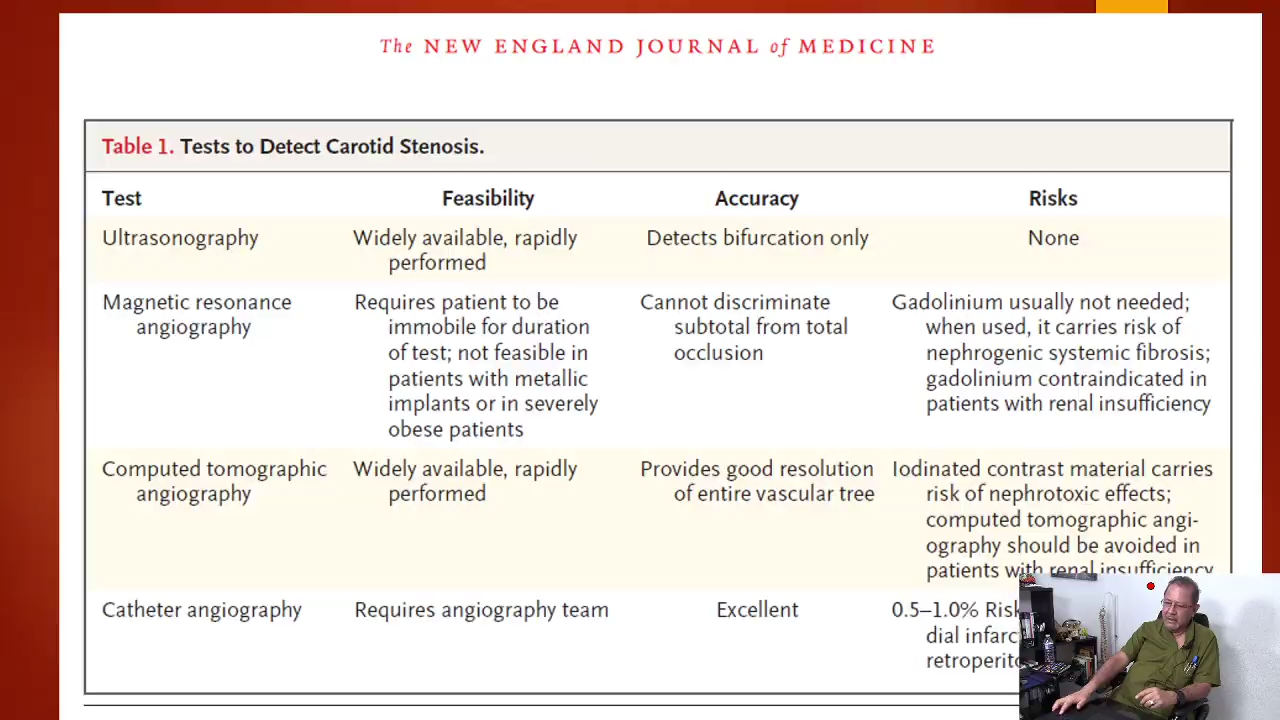 The NEW ENGLAND JOURNAL of MEDICINE
Table 1. Tests to Detect Carotid Stenosis.
Test Feasibility Accuracy Risks
Ultrasonography Widely available, rapidly Detects bifurcation only None
performed
Magnetic resonance Requires patient to be Cannot discriminate Gadolinium usually not needed;
angiography immobile for duration subtotal from total when used, it carries risk of
of test; not feasible in occlusion nephrogenic systemic fibrosis;
patients with metallic gadolinium contraindicated in
implants or in severely patients with renal insufficiency
obese patients
Computed tomographic Widely available, rapidly Provides good resolution Iodinated contrast material carries
angiography performed of entire vascular tree risk of nephrotoxic effects;
computed tomographic angi-
ography should be avoided in
patients with renal insufficiency
Catheter angiography Requires angiography team Excellent 0.5–1.0% Ris
dial infarc
retroperito